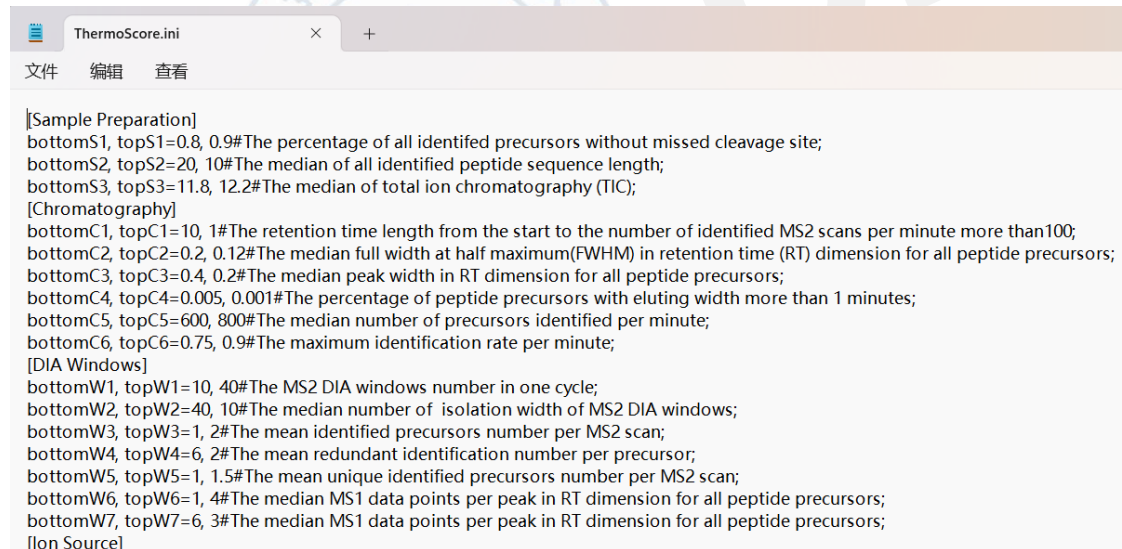 ThermoScore.ini
文件 编辑 查看
[Sample Preparation]
bottomS1, topS1=0.8, 0.9#The percentage of all identifed precursors without missed cleavage site;
bottomS2, topS2=20, 10#The median of all identified peptide sequence length;
bottomS3, topS3=11.8, 12.2#The median of total ion chromatography (TIC);
[Chromatography]
bottomC1, topC1=10, 1#The retention time length from the start to the number of identified MS2 scans per minute more than100;
bottomC2, topC2=0.2, 0.12#The median full width at half maximum(FWHM) in retention time (RT) dimension for all peptide precursors;
bottomC3, topC3=0.4, 0.2#The median peak width in RT dimension for all peptide precursors;
bottomC4, topC4=0.005, 0.001#The percentage of peptide precursors with eluting width more than 1 minutes;
bottomC5, topC5=600, 800#The median number of precursors identified per minute;
bottomC6, topC6=0.75, 0.9#The maximum identification rate per minute;
[DIA Windows]
bottomW1, topW1=10, 40#The MS2 DIA windows number in one cycle;
bottomW2, topW2=40, 10#The median number of  isolation width of MS2 DIA windows;
bottomW3, topW3=1, 2#The mean identified precursors number per MS2 scan;
bottomW4, topW4=6, 2#The mean redundant identification number per precursor;
bottomW5, topW5=1, 1.5#The mean unique identified precursors number per MS2 scan;
bottomW6, topW6=1, 4#The median MS1 data points per peak in RT dimension for all peptide precursors;
bottomW7, topW7=6, 3#The median MS1 data points per peak in RT dimension for all peptide precursors;
[Ion Source]